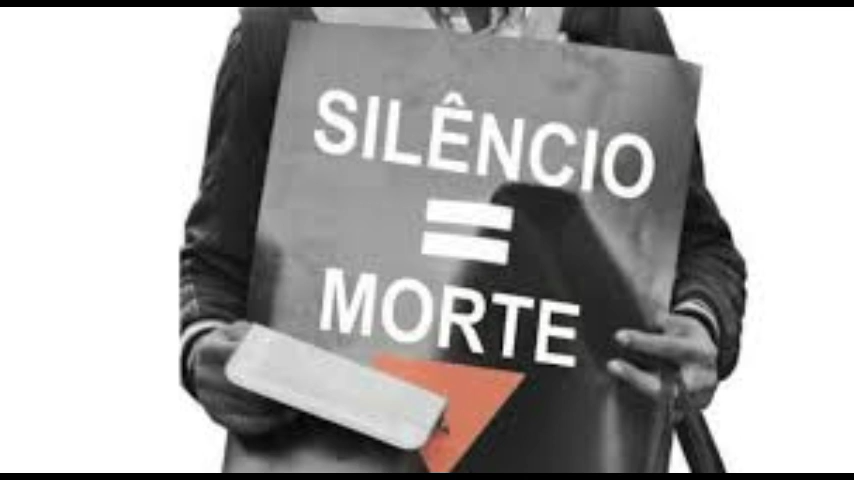 SILÊNCIO
=
MORTE